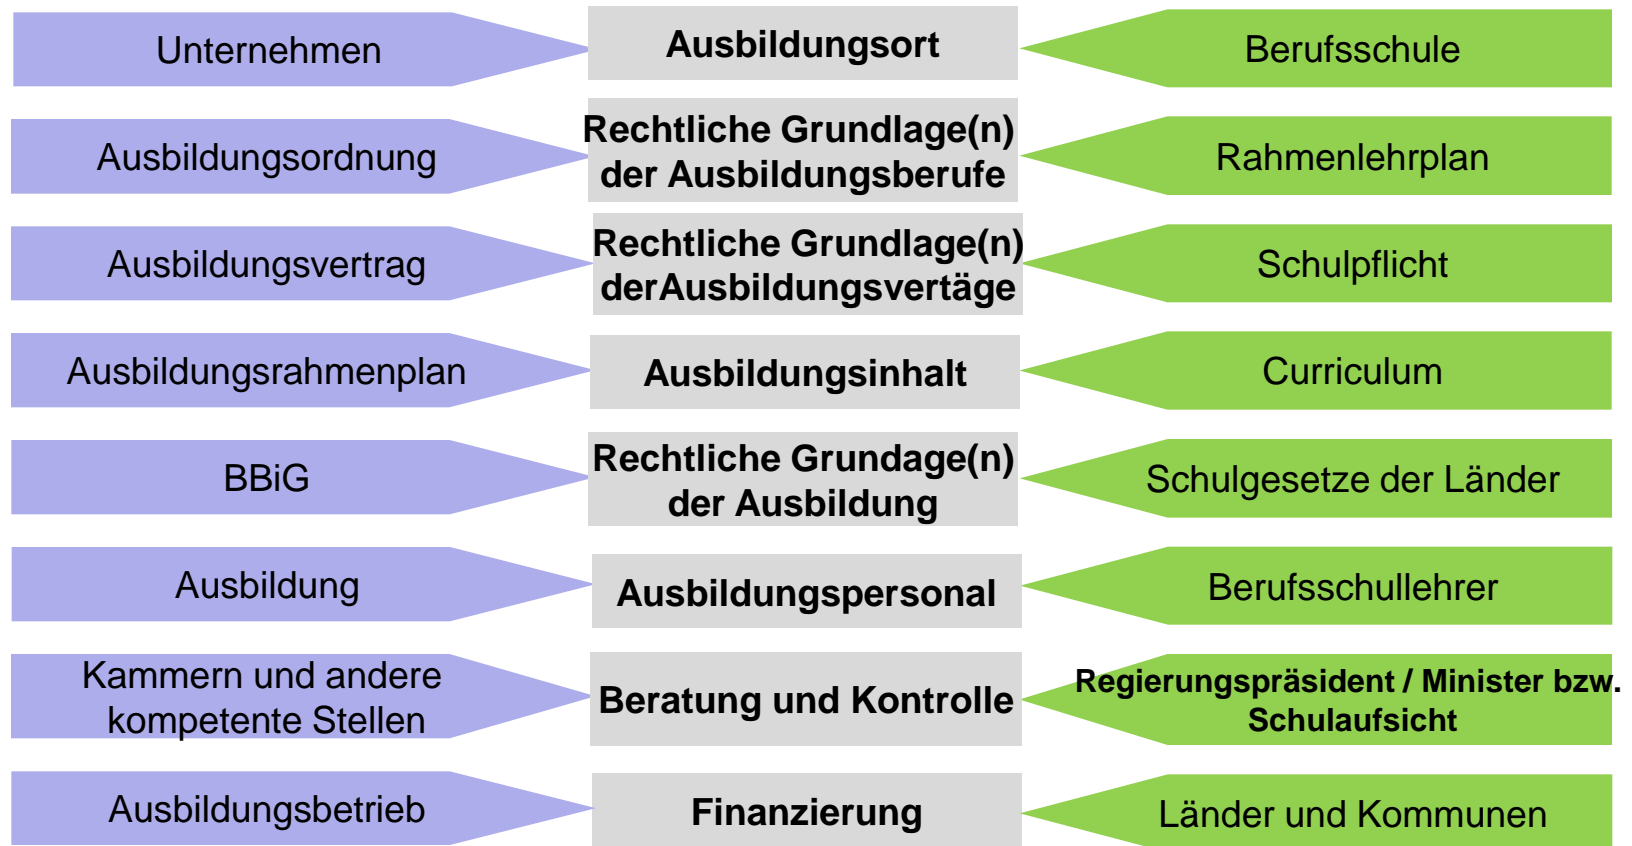 Unternehmen
Ausbildungsort
Berufsschule
Ausbildungsordnung
Rechtliche Grundlage(n)
der Ausbildungsberufe
Rahmenlehrplan
Ausbildungsvertrag
Rechtliche Grundlage(n)
derAusbildungsvertäge
Schulpflicht
Ausbildungsrahmenplan
Ausbildungsinhalt
Curriculum
BBiG
Rechtliche Grundage(n)
der Ausbildung
Schulgesetze der Länder
Ausbildung
Ausbildungspersonal
Berufsschullehrer
Kammern und andere
kompetente Stellen
Beratung und Kontrolle
Regierungspräsident / Minister bzw.
Schulaufsicht
Ausbildungsbetrieb
Finanzierung
Länder und Kommunen